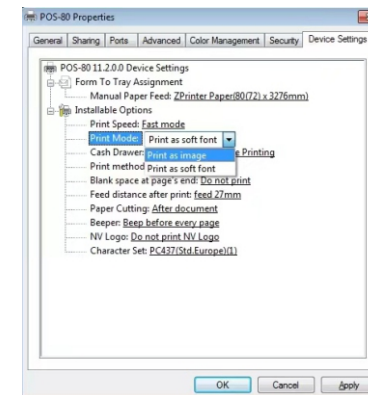 POS-80 Properties
General Sharing Ports Advanced Color Management Security Device Settings
POS-80 11.2.0.0 Device Settings
Form To Tray Assignment
Manual Paper Feed: ZPrinter Paper(80(72) x 3276mm)
Installable Options
Print Speed: Fast mode
Print Mode: Print as soft font
Cash Drawer: Print as image Printing
Print method Print as soft font
Blank space at page's end: Do not print
Feed distance after print: feed 27mm
Paper Cutting: After document
Beeper: Beep before every page
NV Logo: Do not print NV Logo
Character Set: PC437(Std.Europe)(1)
OK Cancel Apply